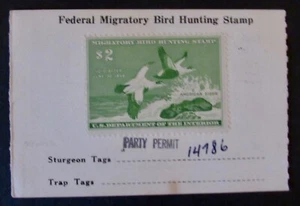 Federal Migratory Bird Hunting Stamp
MIGRATORY BIRD HUNTING STAMP
$2
U.S. DEPARTMENT OF THE INTERIOR
PARTY PERMIT 14786
Sturgeon Tags
Trap Tags